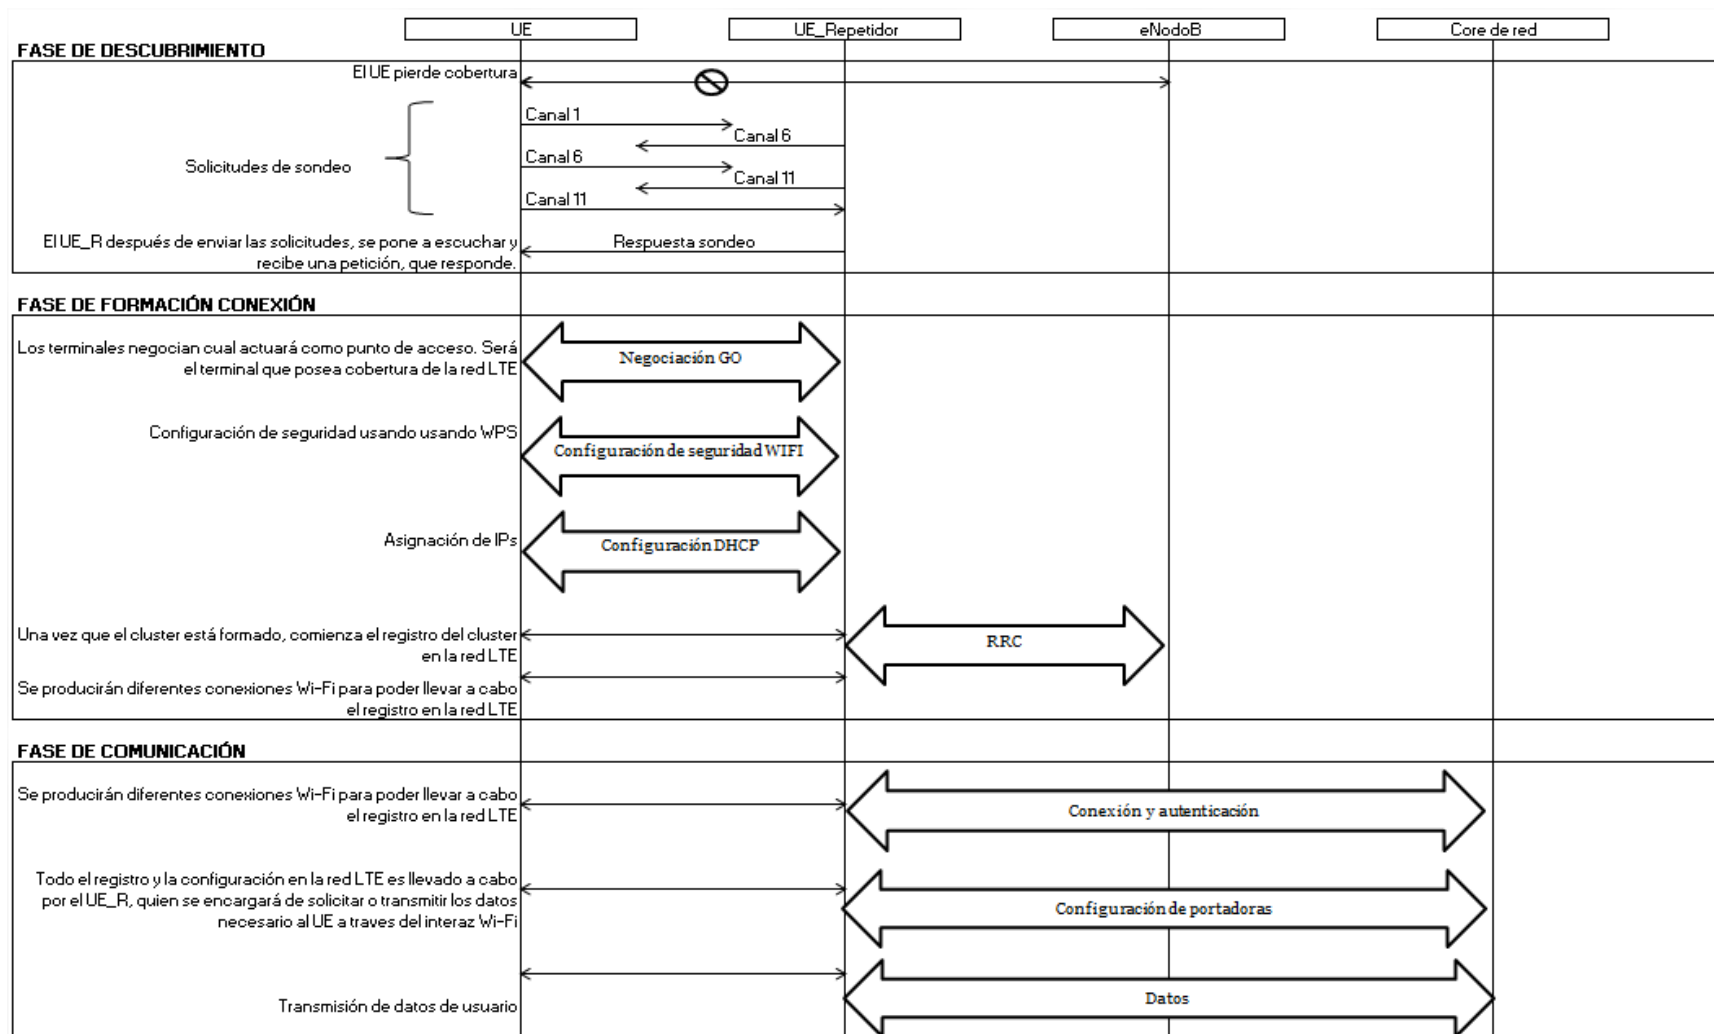 UE
UE_Repetidor
eNodoB
Core de red
FASE DE DESCUBRIMIENTO
El UE pierde cobertura
Canal 1
Canal 6
Solicitudes de sondeo
Canal 6
Canal 11
Canal 11
El UE_R después de enviar las solicitudes, se pone a escuchar y
recibe una petición, que responde.
Respuesta sondeo
FASE DE FORMACIÓN CONEXIÓN
Los terminales negocian cual actuará como punto de acceso. Será
el terminal que posea cobertura de la red LTE
Negociación GO
Configuración de seguridad usando usando WPS
Configuración de seguridad WIFI
Asignación de IPs
Configuración DHCP
Una vez que el cluster está formado, comienza el registro del cluster
en la red LTE
RRC
Se producirán diferentes conexiones Wi-Fi para poder llevar a cabo
el registro en la red LTE
FASE DE COMUNICACIÓN
Se producirán diferentes conexiones Wi-Fi para poder llevar a cabo
el registro en la red LTE
Conexión y autenticación
Todo el registro y la configuración en la red LTE es llevado a cabo
por el UE_R, quien se encargará de solicitar o transmitir los datos
necesario al UE a traves del interaz Wi-Fi
Configuración de portadoras
Transmisión de datos de usuario
Datos